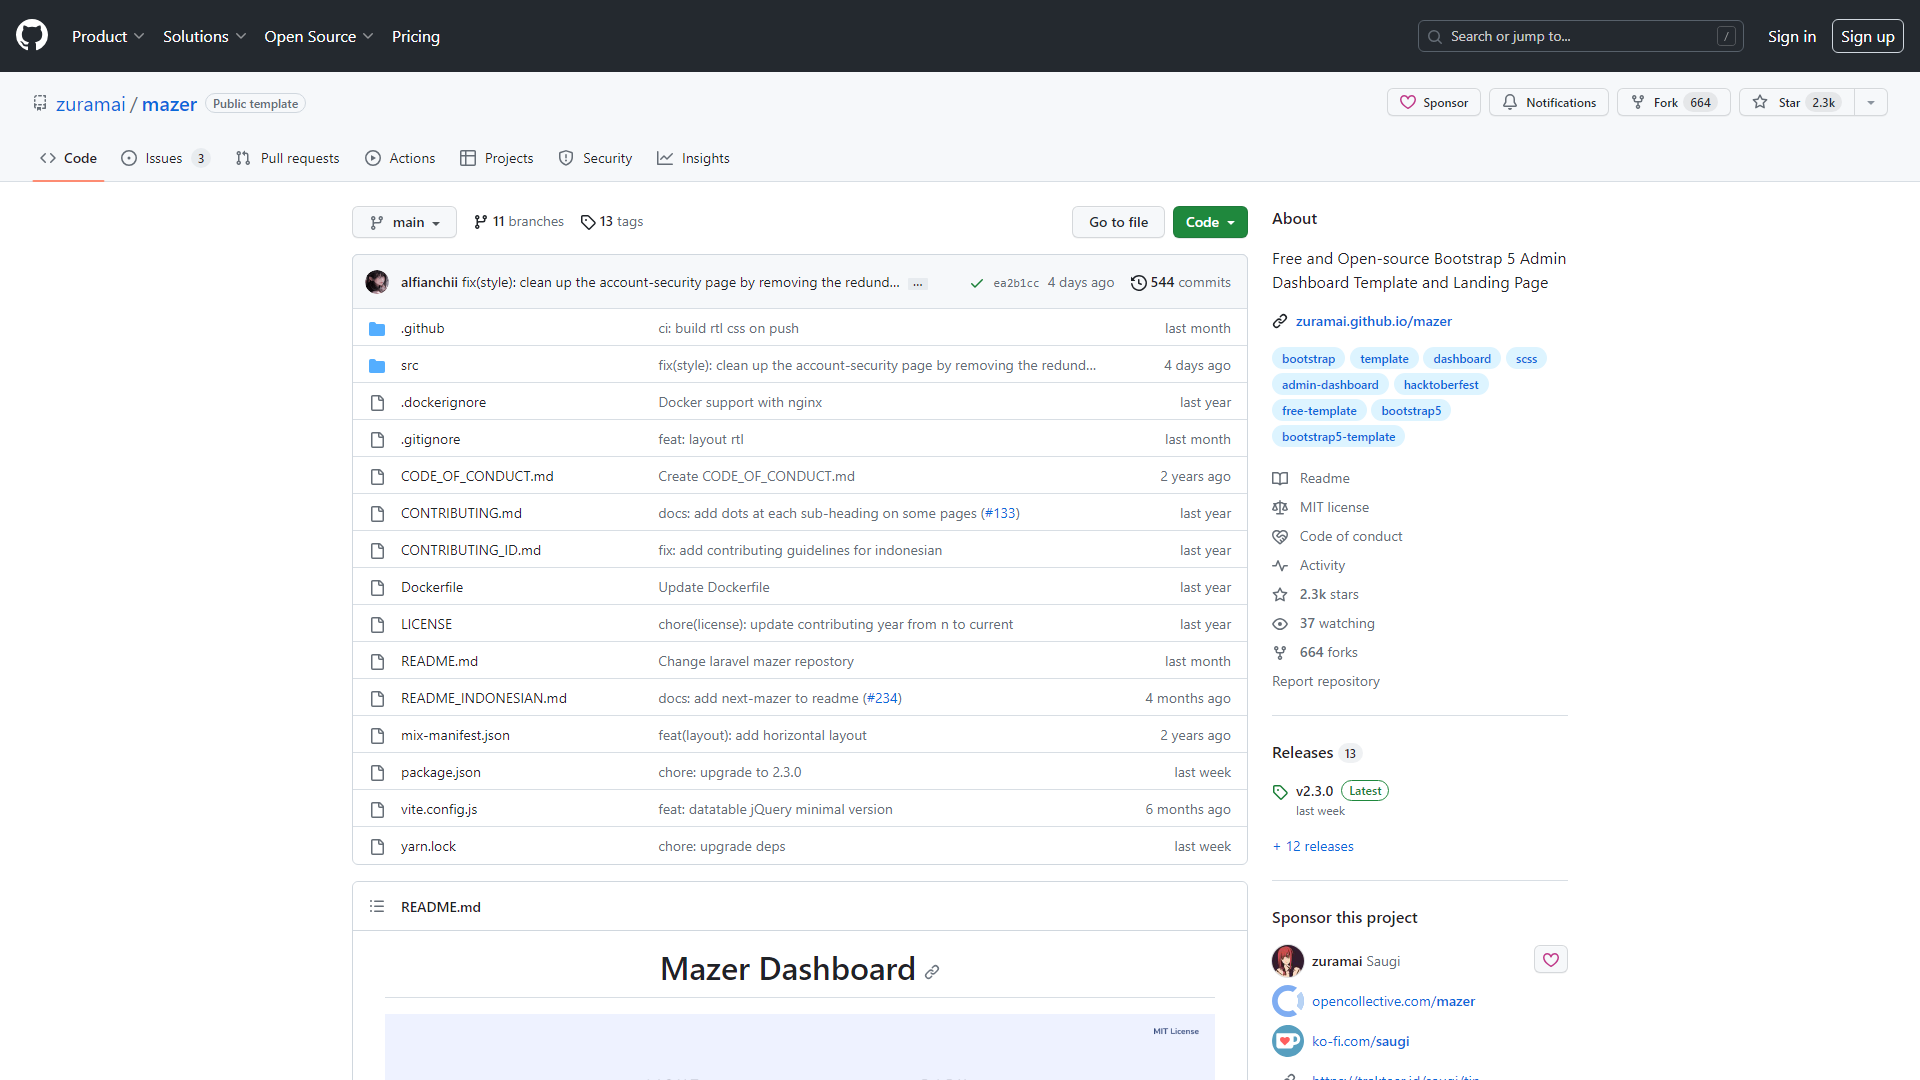 Product
Solutions
Open Source
Pricing
Search or jump to...
/
Sign in
Sign up
zuramai / mazer
Public template
Sponsor
Notifications
Fork 664
Star 2.3k
Code
Issues 3
Pull requests
Actions
Projects
Security
Insights
main
11 branches
13 tags
Go to file
Code
alfianchii fix(style): clean up the account-security page by removing the redund... ... ea2b1cc 4 days ago 544 commits
.github ci: build rtl css on push last month
src fix(style): clean up the account-security page by removing the redund... 4 days ago
.dockerignore Docker support with nginx last year
.gitignore feat: layout rtl last month
CODE_OF_CONDUCT.md Create CODE_OF_CONDUCT.md 2 years ago
CONTRIBUTING.md docs: add dots at each sub-heading on some pages (#133) last year
CONTRIBUTING_ID.md fix: add contributing guidelines for indonesian last year
Dockerfile Update Dockerfile last year
LICENSE chore(license): update contributing year from n to current last year
README.md Change laravel mazer repostory last month
README_INDONESIAN.md docs: add next-mazer to readme (#234) 4 months ago
mix-manifest.json feat(layout): add horizontal layout 2 years ago
package.json chore: upgrade to 2.3.0 last week
vite.config.js feat: datatable jQuery minimal version 6 months ago
yarn.lock chore: upgrade deps last week
README.md
Mazer Dashboard
MIT License
About
Free and Open-source Bootstrap 5 Admin
Dashboard Template and Landing Page
zuramai.github.io/mazer
bootstrap template dashboard scss
admin-dashboard hacktoberfest
free-template bootstrap5
bootstrap5-template
Readme
MIT license
Code of conduct
Activity
2.3k stars
37 watching
664 forks
Report repository
Releases 13
v2.3.0 Latest
last week
+ 12 releases
Sponsor this project
zuramai Saugi
opencollective.com/mazer
ko-fi.com/saugi